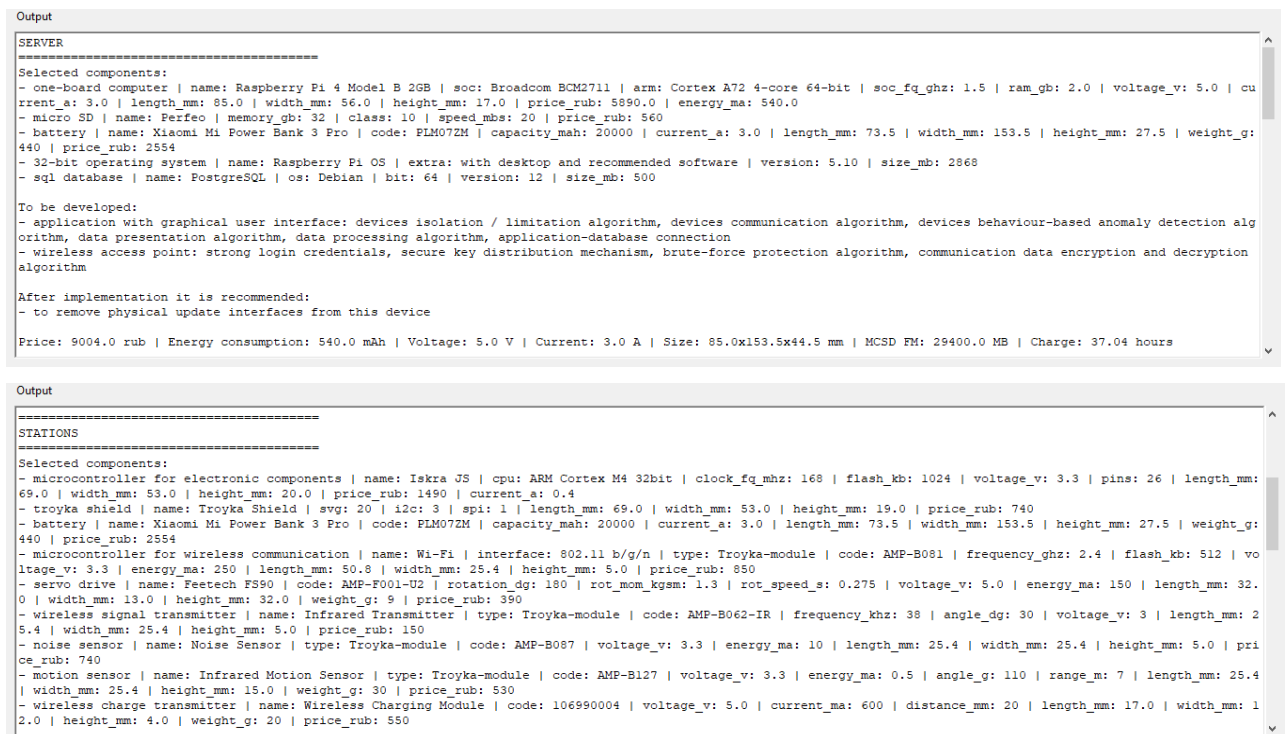 Output
SERVER
========================================
Selected components:
- one-board computer | name: Raspberry Pi 4 Model B 2GB | soc: Broadcom BCM2711 | arm: Cortex A72 4-core 64-bit | soc_fq_ghz: 1.5 | ram_gb: 2.0 | voltage_v: 5.0 | cu
rrent_a: 3.0 | length_mm: 85.0 | width_mm: 56.0 | height_mm: 17.0 | price_rub: 5890.0 | energy_ma: 540.0
- micro SD | name: Perfeo | memory_gb: 32 | class: 10 | speed_mbs: 20 | price_rub: 560
- battery | name: Xiaomi Mi Power Bank 3 Pro | code: PLM07ZM | capacity_mah: 20000 | current_a: 3.0 | length_mm: 73.5 | width_mm: 153.5 | height_mm: 27.5 | weight_g:
440 | price_rub: 2554
- 32-bit operating system | name: Raspberry Pi OS | extra: with desktop and recommended software | version: 5.10 | size_mb: 2868
- sql database | name: PostgreSQL | os: Debian | bit: 64 | version: 12 | size_mb: 500
To be developed:
- application with graphical user interface: devices isolation / limitation algorithm, devices communication algorithm, devices behaviour-based anomaly detection alg
orithm, data presentation algorithm, data processing algorithm, application-database connection
- wireless access point: strong login credentials, secure key distribution mechanism, brute-force protection algorithm, communication data encryption and decryption
algorithm
After implementation it is recommended:
- to remove physical update interfaces from this device
Price: 9004.0 rub | Energy consumption: 540.0 mAh | Voltage: 5.0 V | Current: 3.0 A | Size: 85.0x153.5x44.5 mm | MCSD FM: 29400.0 MB | Charge: 37.04 hours
Output
========================================
STATIONS
========================================
Selected components:
- microcontroller for electronic components | name: Iskra JS | cpu: ARM Cortex M4 32bit | clock_fq_mhz: 168 | flash_kb: 1024 | voltage_v: 3.3 | pins: 26 | length_mm:
69.0 | width_mm: 53.0 | height_mm: 20.0 | price_rub: 1490 | current_a: 0.4
- troyka shield | name: Troyka Shield | svg: 20 | i2c: 3 | spi: 1 | length_mm: 69.0 | width_mm: 53.0 | height_mm: 19.0 | price_rub: 740
- battery | name: Xiaomi Mi Power Bank 3 Pro | code: PLM07ZM | capacity_mah: 20000 | current_a: 3.0 | length_mm: 73.5 | width_mm: 153.5 | height_mm: 27.5 | weight_g:
440 | price_rub: 2554
- microcontroller for wireless communication | name: Wi-Fi | interface: 802.11 b/g/n | type: Troyka-module | code: AMP-B081 | frequency_ghz: 2.4 | flash_kb: 512 | vo
ltage_v: 3.3 | energy_ma: 250 | length_mm: 50.8 | width_mm: 25.4 | height_mm: 5.0 | price_rub: 850
- servo drive | name: Feetech FS90 | code: AMP-F001-U2 | rotation_dg: 180 | rot_mom_kgsm: 1.3 | rot_speed_s: 0.275 | voltage_v: 5.0 | energy_ma: 150 | length_mm: 32.
0 | width_mm: 13.0 | height_mm: 32.0 | weight_g: 9 | price_rub: 390
- wireless signal transmitter | name: Infrared Transmitter | type: Troyka-module | code: AMP-B062-IR | frequency_khz: 38 | angle_dg: 30 | voltage_v: 3 | length_mm: 2
5.4 | width_mm: 25.4 | height_mm: 5.0 | price_rub: 150
- noise sensor | name: Noise Sensor | type: Troyka-module | code: AMP-B087 | voltage_v: 3.3 | energy_ma: 10 | length_mm: 25.4 | width_mm: 25.4 | height_mm: 5.0 | pri
ce_rub: 740
- motion sensor | name: Infrared Motion Sensor | type: Troyka-module | code: AMP-B127 | voltage_v: 3.3 | energy_ma: 0.5 | angle_g: 110 | range_m: 7 | length_mm: 25.4
| width_mm: 25.4 | height_mm: 15.0 | weight_g: 30 | price_rub: 530
- wireless charge transmitter | name: Wireless Charging Module | code: 106990004 | voltage_v: 5.0 | current_ma: 600 | distance_mm: 20 | length_mm: 17.0 | width_mm: 1
2.0 | height_mm: 4.0 | weight_g: 20 | price_rub: 550